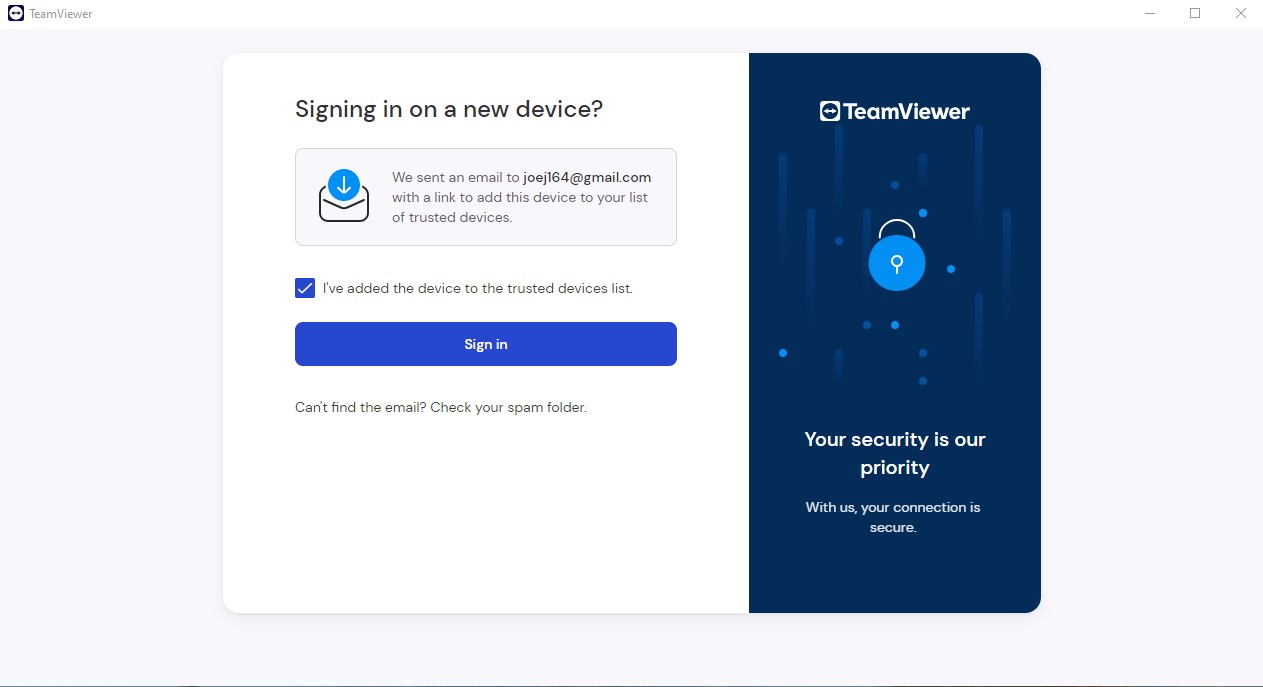 TeamViewer
Signing in on a new device?
We sent an email to joej164@gmail.com
with a link to add this device to your list
of trusted devices.
I've added the device to the trusted devices list.
Sign in
Can't find the email? Check your spam folder.
TeamViewer
Your security is our
priority
With us, your connection is
secure.